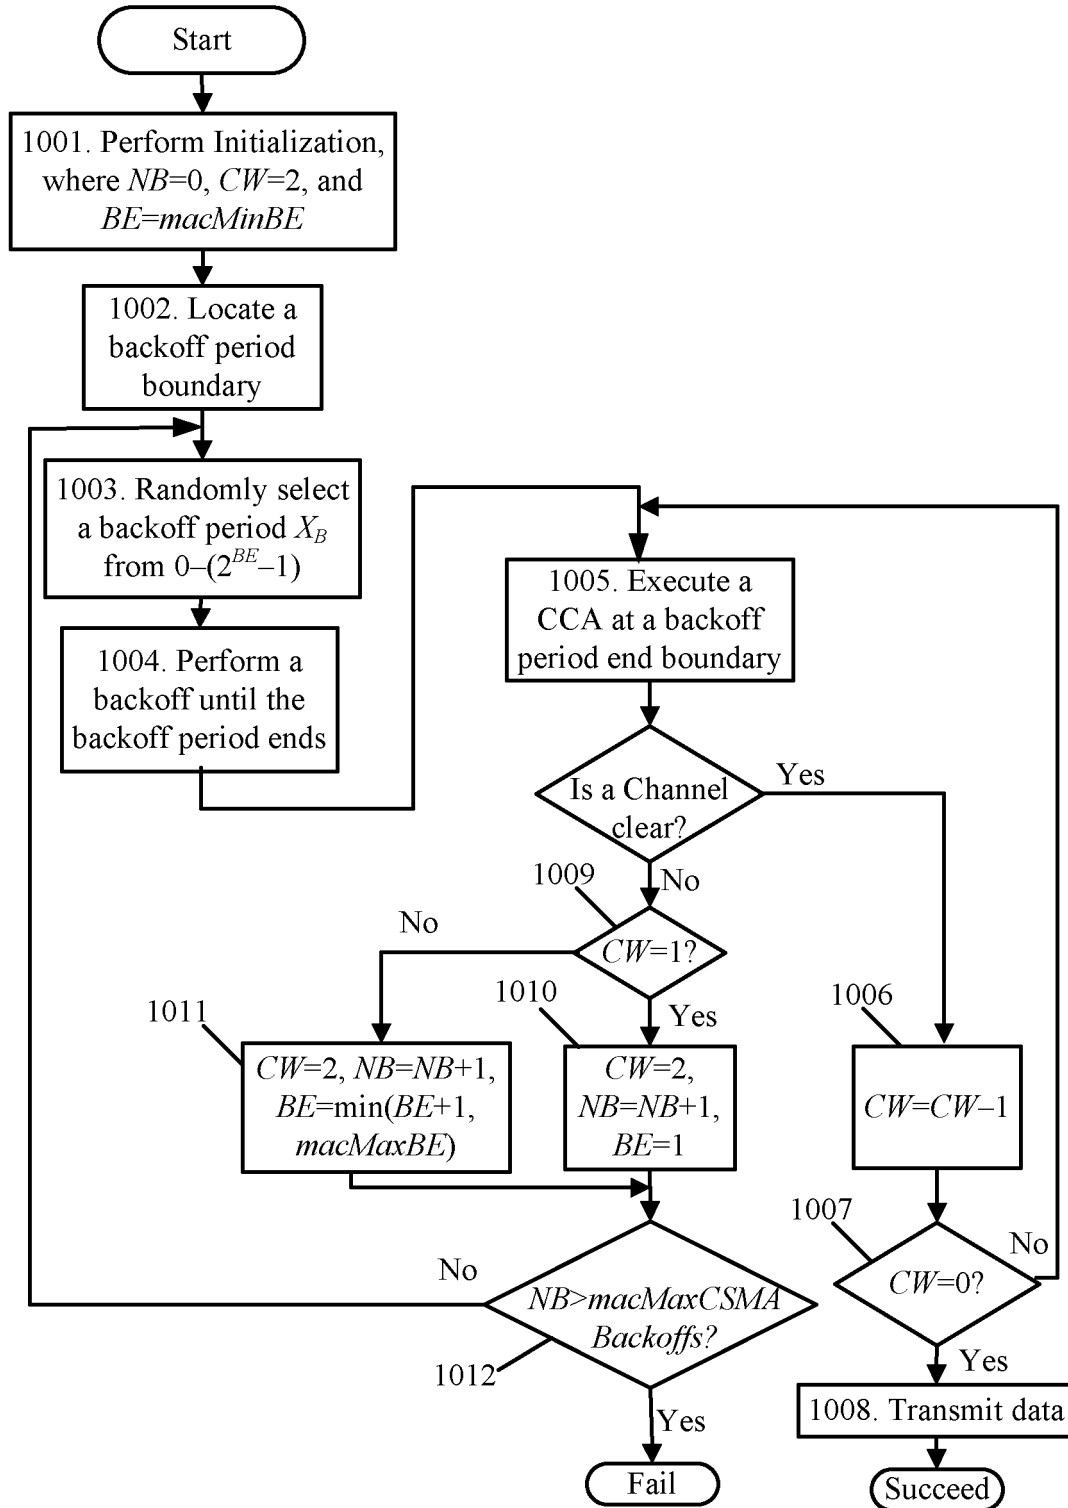 Start
1001. Perform Initialization,
where NB=0, CW=2, and
BE=macMinBE
1002. Locate a
backoff period
boundary
1003. Randomly select
a backoff period X_B
from 0–(2^BE–1)
1004. Perform a
backoff until the
backoff period ends
1005. Execute a
CCA at a backoff
period end boundary
Is a Channel
clear?
Yes
No
1009
CW=1?
No
Yes
1011
CW=2, NB=NB+1,
BE=min(BE+1,
macMaxBE)
1010
CW=2,
NB=NB+1,
BE=1
1006
CW=CW–1
1007
CW=0?
No
Yes
1008. Transmit data
Succeed
NB>macMaxCSMA
Backoffs?
No
1012
Yes
Fail